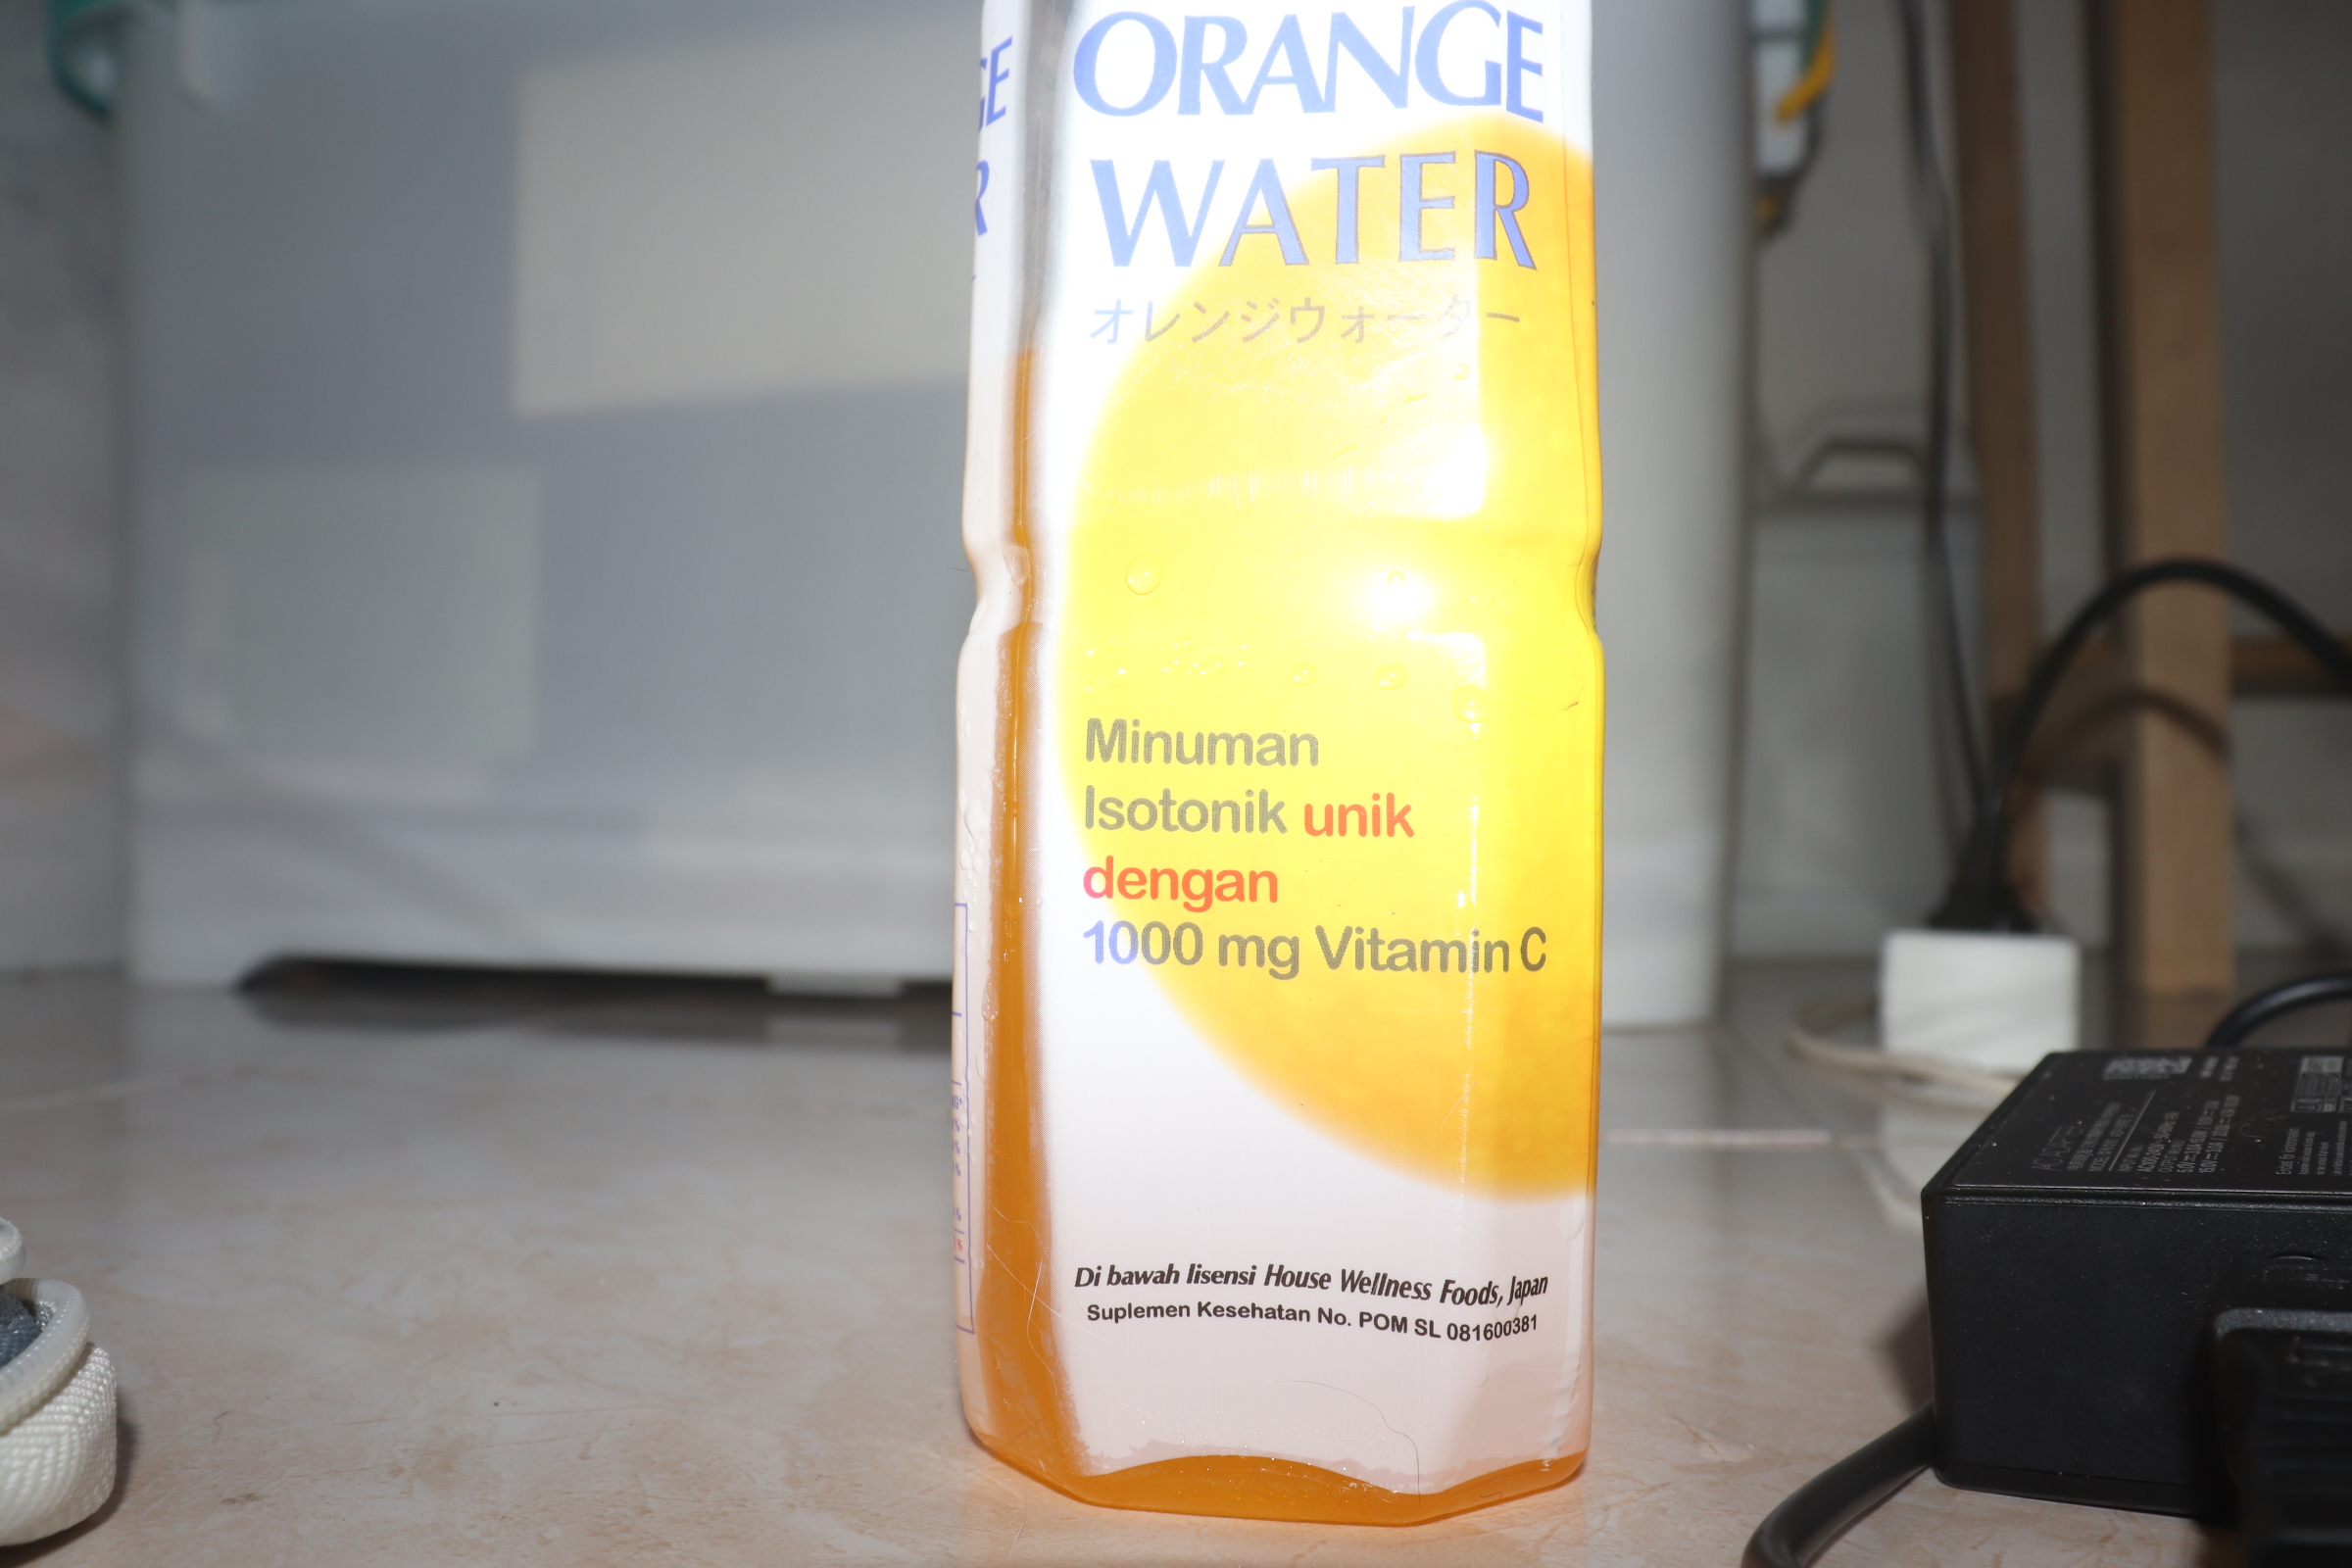 ORANGE
WATER
オレンジウォーター
Minuman
Isotonik unik
dengan
1000 mg Vitamin C
Di bawah lisensi House Wellness Foods, Japan
Suplemen Kesehatan No. POM SL 081600381